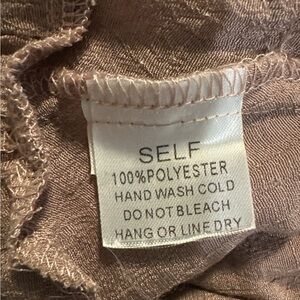 SELF
100%POLYESTER
HAND WASH COLD
DO NOT BLEACH
HANG OR LINE DRY